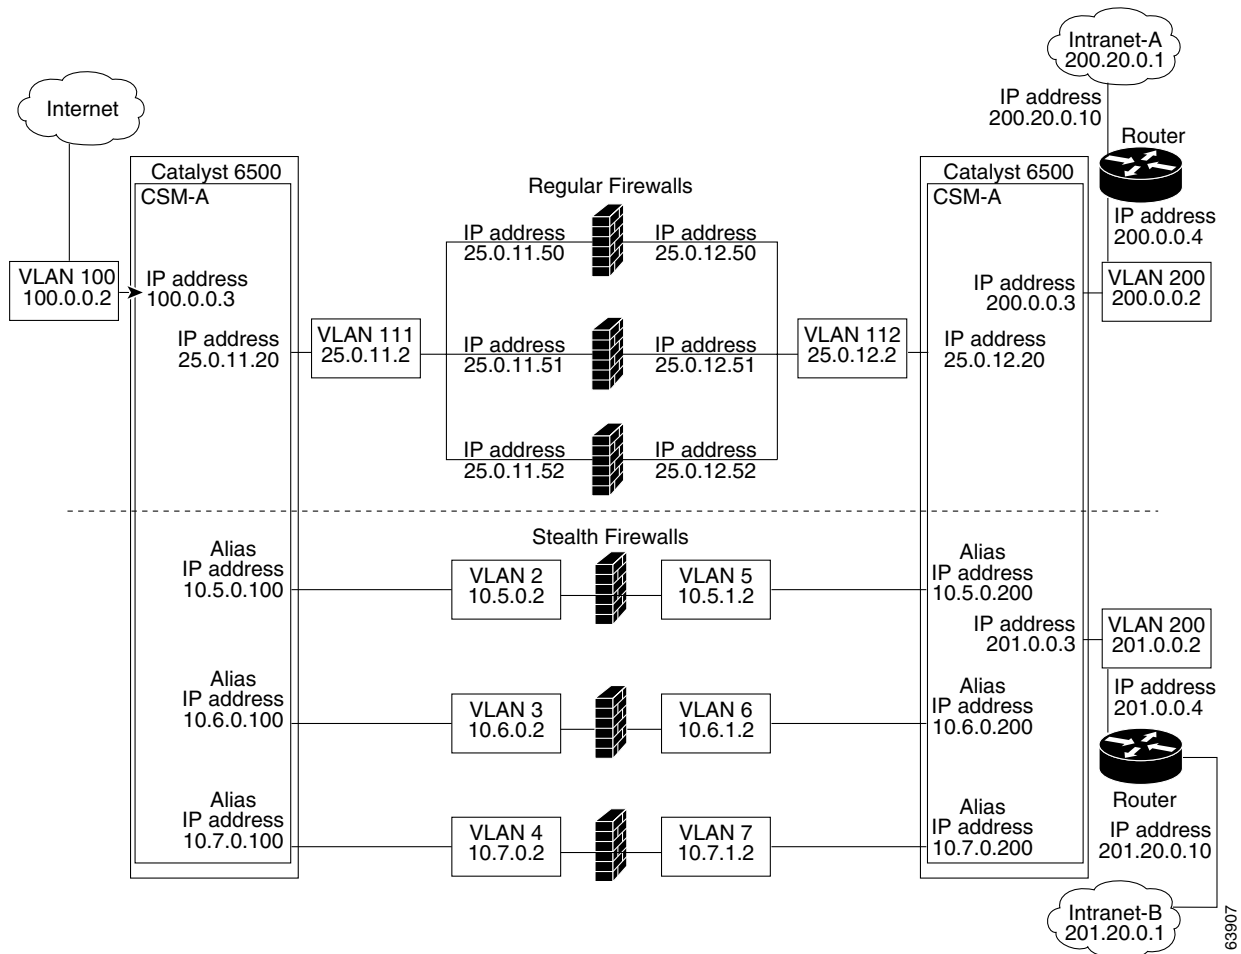 Intranet-A
200.20.0.1
IP address
200.20.0.10
Router
IP address
200.0.0.4
VLAN 200
200.0.0.2
Internet
VLAN 100
100.0.0.2
Catalyst 6500
CSM-A
IP address
100.0.0.3
IP address
25.0.11.20
VLAN 111
25.0.11.2
Regular Firewalls
IP address
25.0.11.50
IP address
25.0.12.50
IP address
25.0.11.51
IP address
25.0.12.51
IP address
25.0.11.52
IP address
25.0.12.52
VLAN 112
25.0.12.2
Catalyst 6500
CSM-A
IP address
200.0.0.3
IP address
25.0.12.20
Stealth Firewalls
Alias
IP address
10.5.0.100
VLAN 2
10.5.0.2
VLAN 5
10.5.1.2
Alias
IP address
10.5.0.200
IP address
201.0.0.3
VLAN 200
201.0.0.2
Alias
IP address
10.6.0.100
VLAN 3
10.6.0.2
VLAN 6
10.6.1.2
Alias
IP address
10.6.0.200
IP address
201.0.0.4
Router
Alias
IP address
10.7.0.100
VLAN 4
10.7.0.2
VLAN 7
10.7.1.2
Alias
IP address
10.7.0.200
IP address
201.20.0.10
Intranet-B
201.20.0.1
63907